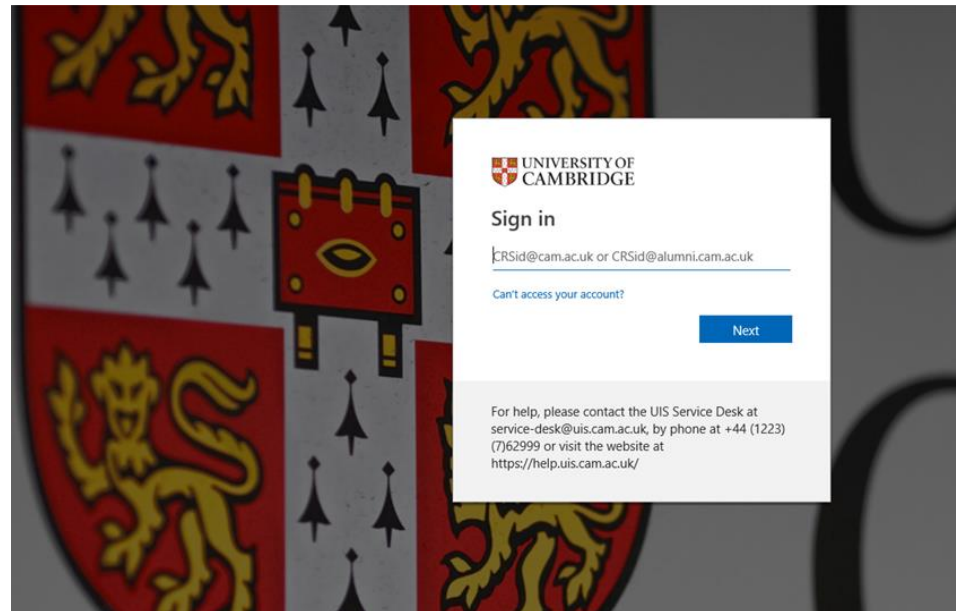 UNIVERSITY OF
CAMBRIDGE
Sign in
CRSid@cam.ac.uk or CRSid@alumni.cam.ac.uk
Can't access your account?
Next
For help, please contact the UIS Service Desk at
service-desk@uis.cam.ac.uk, by phone at +44 (1223)
(7)62999 or visit the website at
https://help.uis.cam.ac.uk/